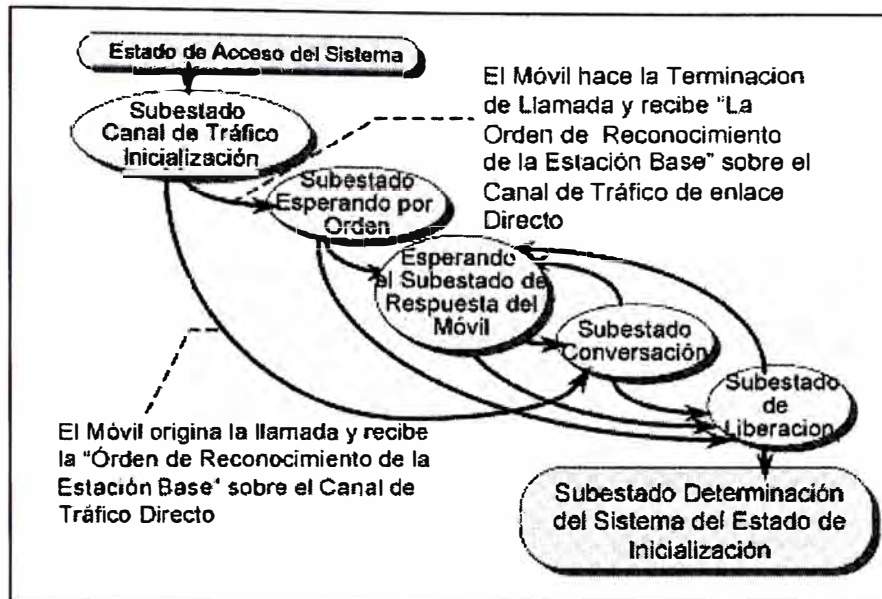 Estado de Acceso del Sistema
Subestado
Canal de Tráfico
Inicialización
El Móvil hace la Terminacion
de Llamada y recibe “La
Orden de Reconocimiento
de la Estación Base” sobre el
Canal de Tráfico de enlace
Directo
Subestado
Esperando por
Orden
Esperando
el Subestado de
Respuesta del
Móvil
Subestado
Conversación
Subestado
de
Liberacion
El Móvil origina la llamada y recibe
la “Órden de Reconocimiento de la
Estación Base” sobre el Canal de
Tráfico Directo
Subestado Determinación
del Sistema del Estado de
Inicialización